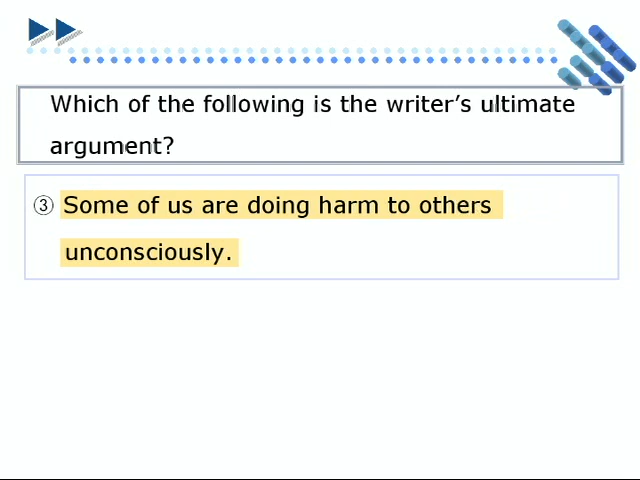 Which of the following is the writer's ultimate
argument?
③ Some of us are doing harm to others
unconsciously.